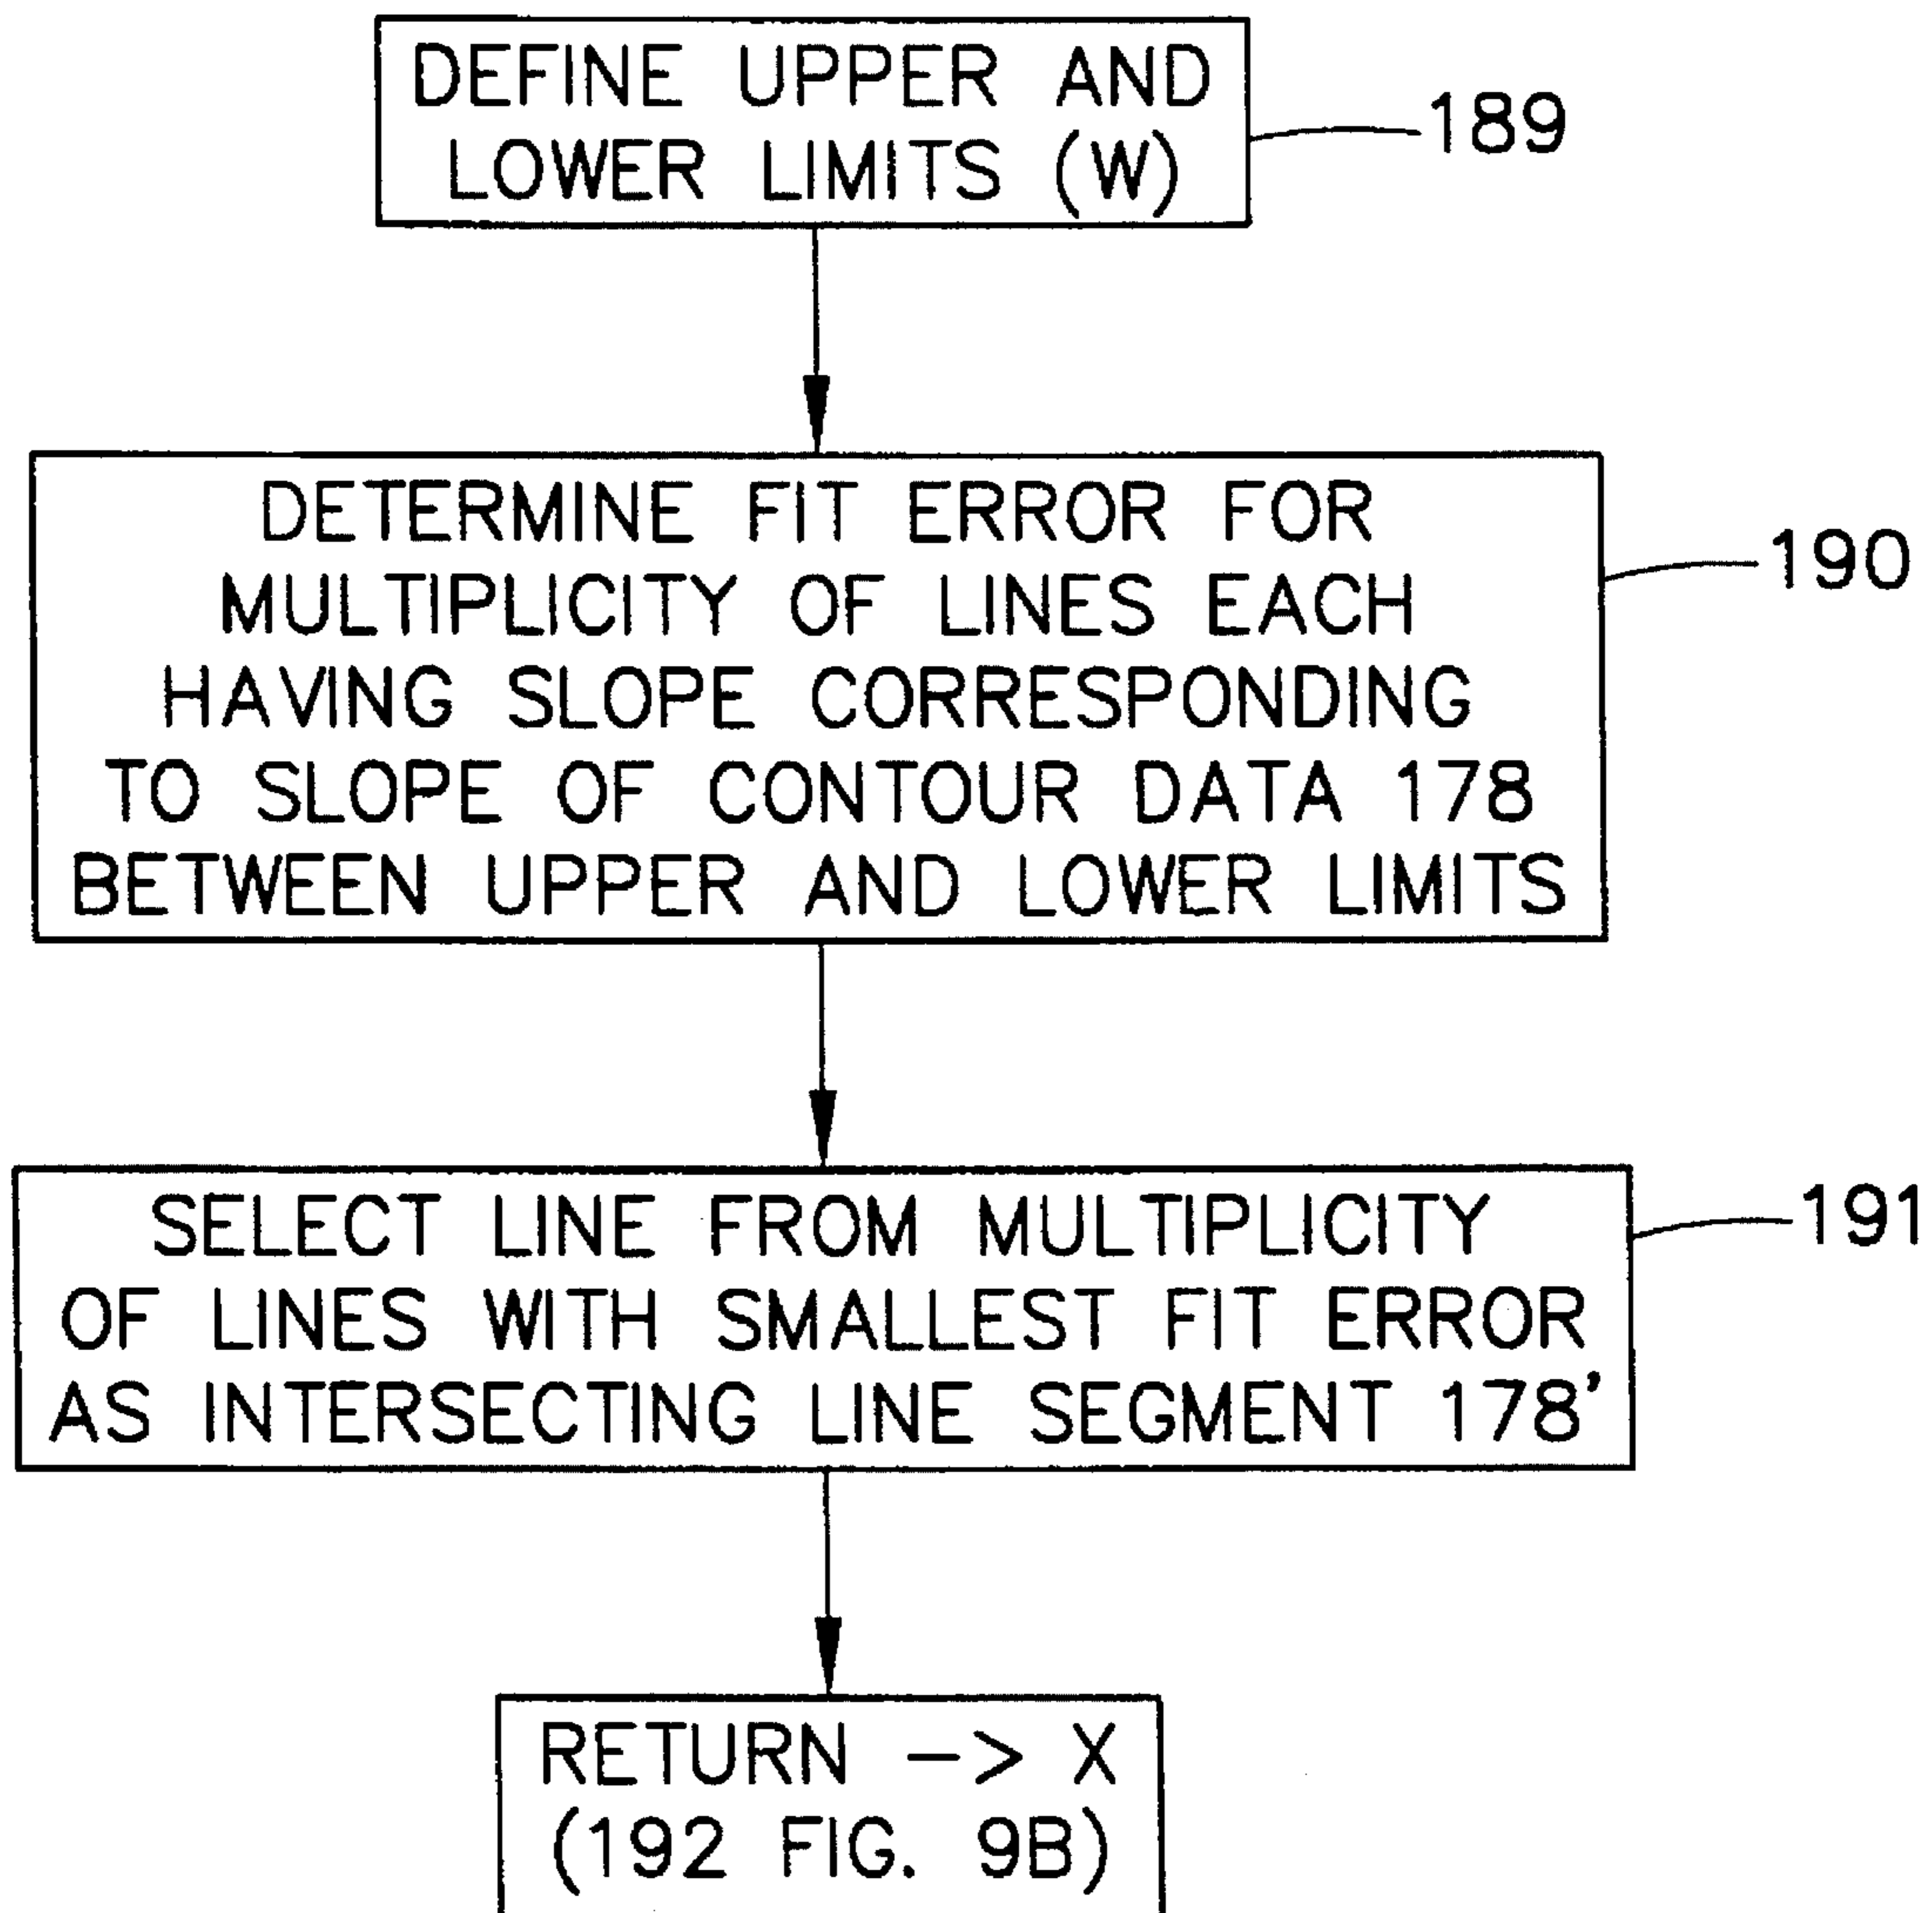 DEFINE UPPER AND
LOWER LIMITS (W)
189
DETERMINE FIT ERROR FOR
MULTIPLICITY OF LINES EACH
HAVING SLOPE CORRESPONDING
TO SLOPE OF CONTOUR DATA 178
BETWEEN UPPER AND LOWER LIMITS
190
SELECT LINE FROM MULTIPLICITY
OF LINES WITH SMALLEST FIT ERROR
AS INTERSECTING LINE SEGMENT 178'
191
RETURN -> X
(192 FIG. 9B)